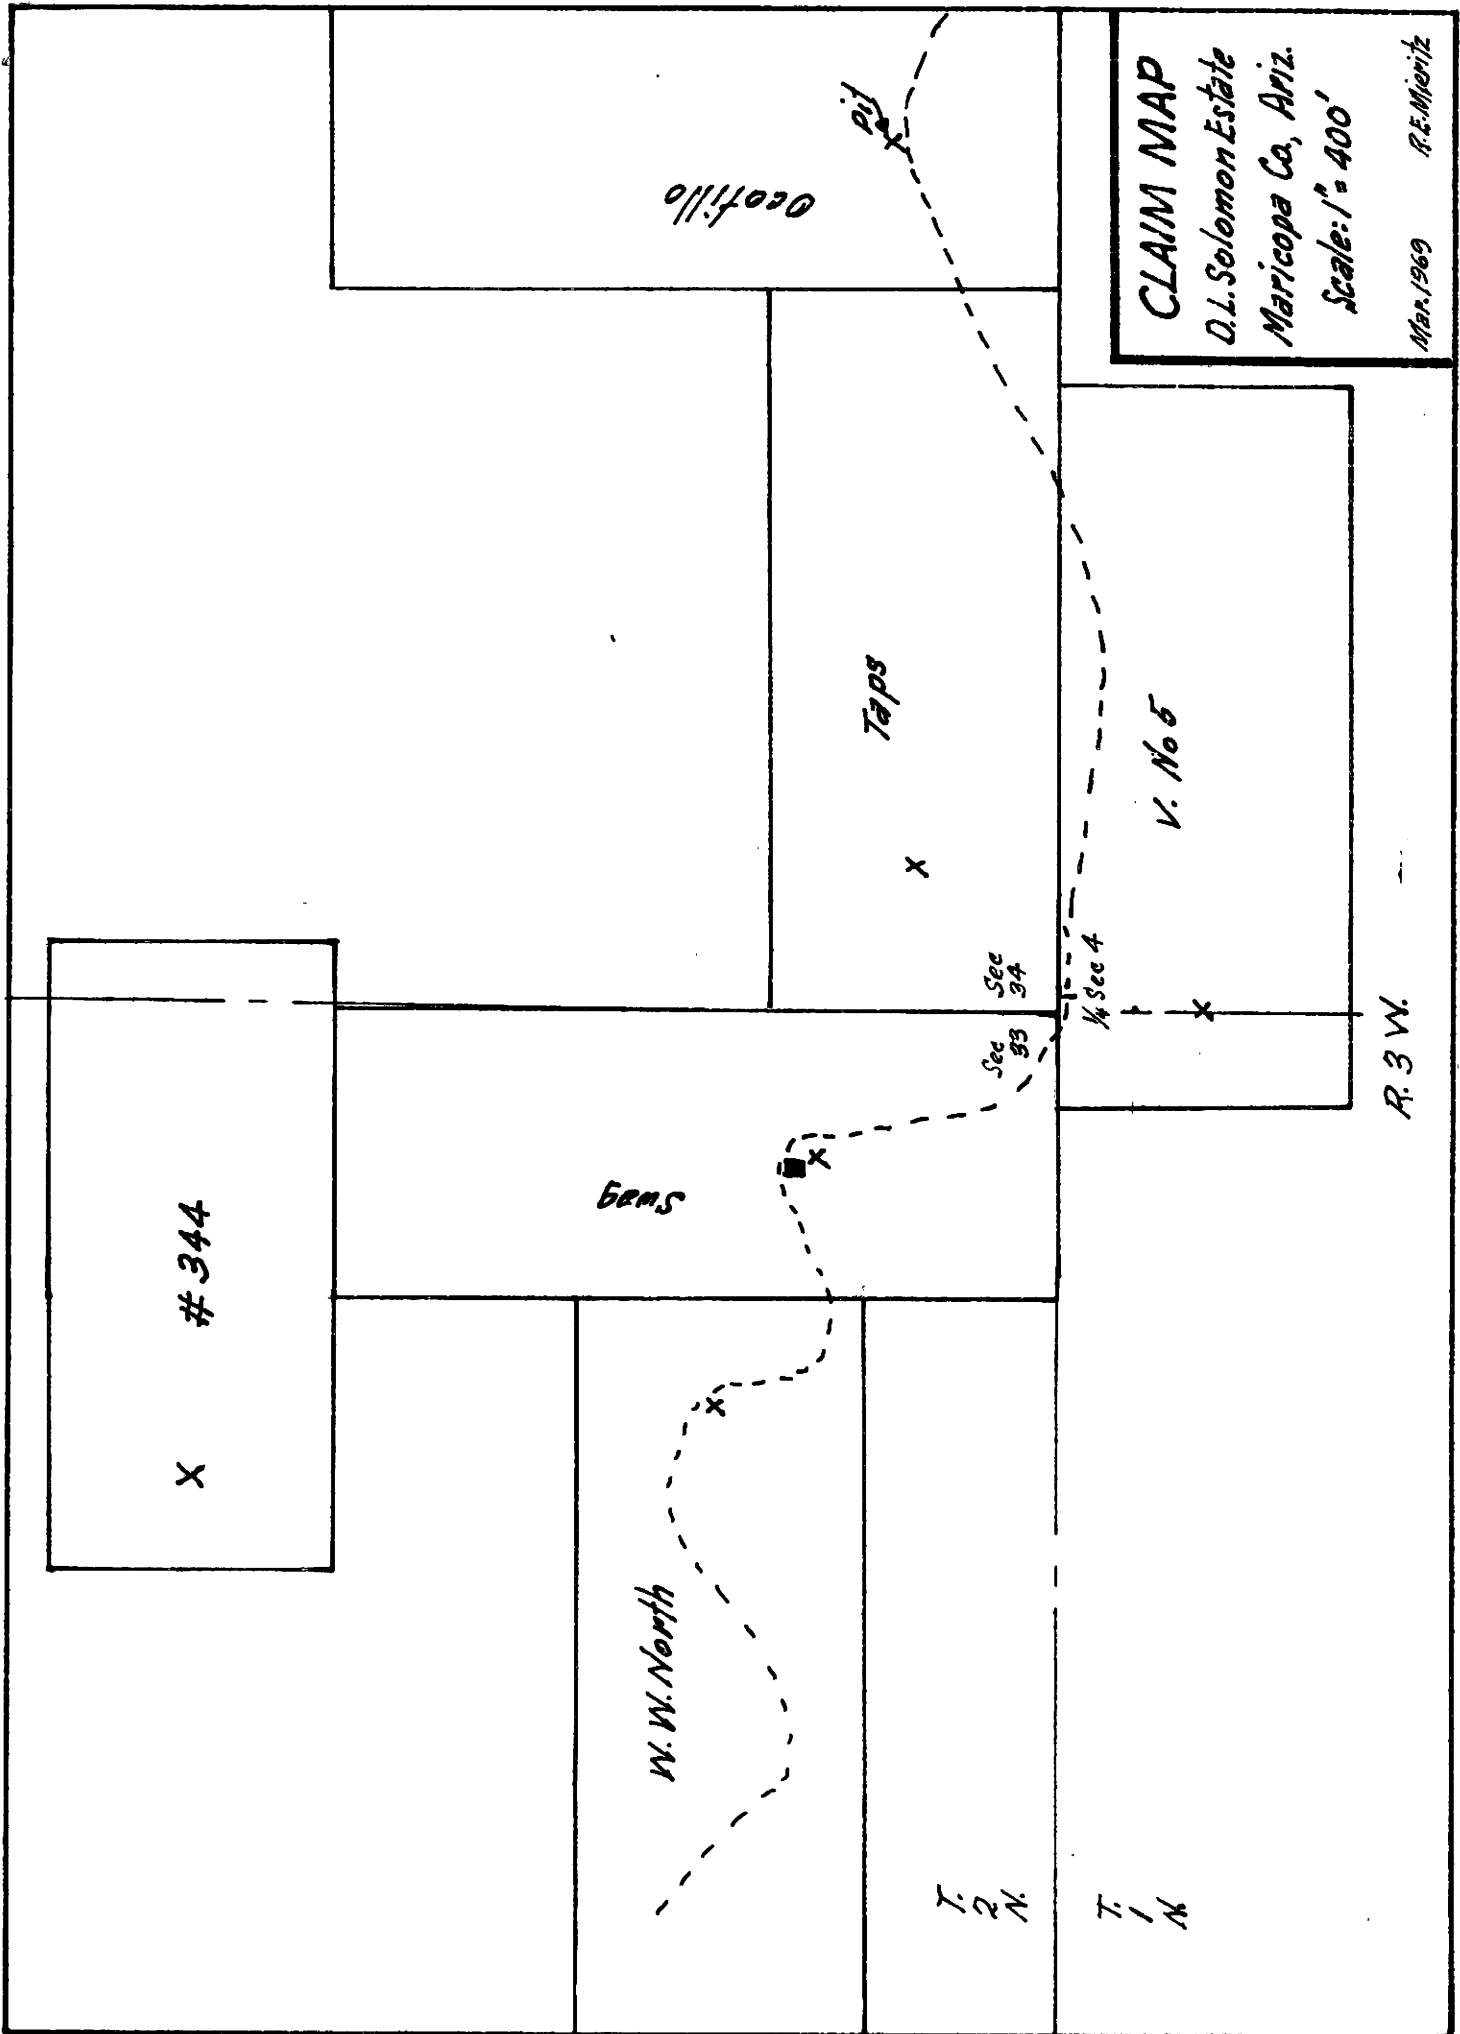 # 344
X
W. W. North
X
Swag
X
Taps
X
Ocotillo
Pit
X
Sec
33
Sec
34
1/4 Sec 4
X
V. No 5
T.
2
N.
T.
1
N.
R. 3 W.
CLAIM MAP
D.L. Solomon Estate
Maricopa Co., Ariz.
Scale: 1" = 400'
Mar. 1969 R.E. Mieritz